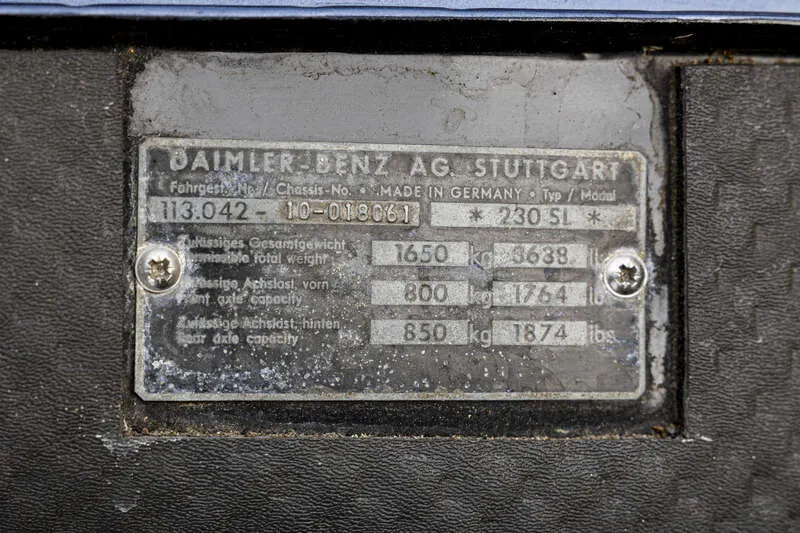 DAIMLER-BENZ AG. STUTTGART
Fahrgest. Nr. / Chassis-No. * MADE IN GERMANY * Typ / Model
113.042 - 10-018061 * 230 SL *
Zulässiges Gesamtgewicht
Permissible total weight 1650 kg 3638 lbs
Zulässige Achslast, vorn
Front axle capacity 800 kg 1764 lbs
Zulässige Achslast, hinten
Rear axle capacity 850 kg 1874 lbs.